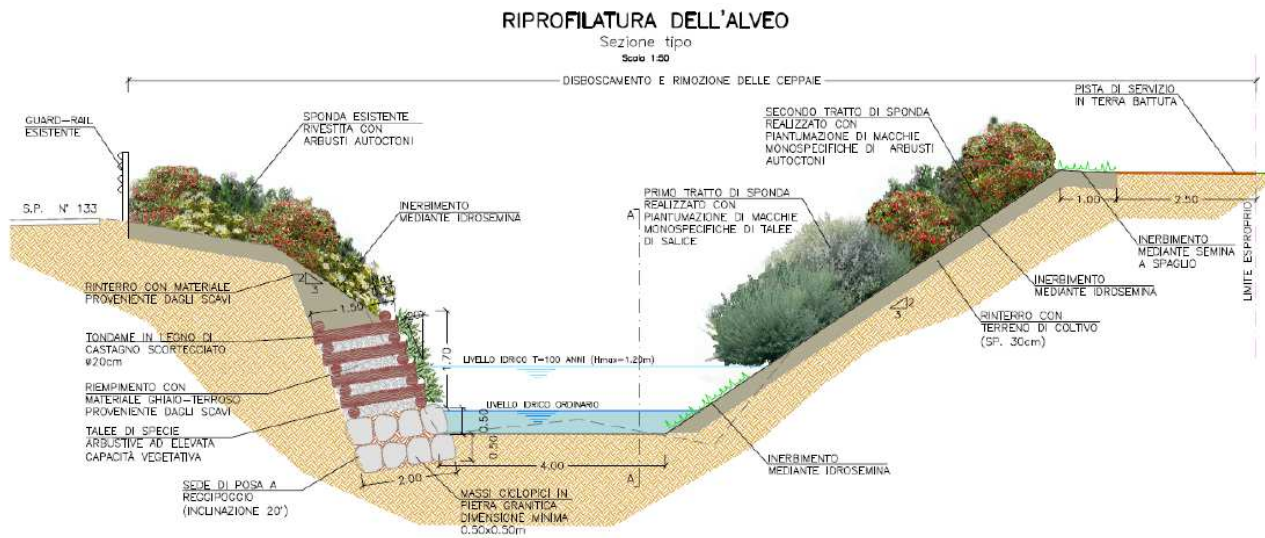 RIPROFILATURA DELL'ALVEO
Sezione tipo
Scala 1:50
DISBOSCAMENTO E RIMOZIONE DELLE CEPPAIE
GUARD-RAIL
ESISTENTE
SPONDA ESISTENTE
RIVESTITA CON
ARBUSTI AUTOCTONI
SECONDO TRATTO DI SPONDA
REALIZZATO CON
PIANTUMAZIONE DI MACCHIE
MONOSPECIFICHE DI ARBUSTI
AUTOCTONI
PISTA DI SERVIZIO
IN TERRA BATTUTA
S.P. N° 133
INERBIMENTO
MEDIANTE IDROSEMINA
PRIMO TRATTO DI SPONDA
REALIZZATO CON
PIANTUMAZIONE DI MACCHIE
MONOSPECIFICHE DI TALEE
DI SALICE
A
1.00
2.50
LIMITE ESPROPRIO
INERBIMENTO
MEDIANTE SEMINA
A SPAGLIO
INERBIMENTO
MEDIANTE IDROSEMINA
RINTERRO CON MATERIALE
PROVENIENTE DAGLI SCAVI
2
3
1.50
2
3
RINTERRO CON
TERRENO DI COLTIVO
(SP. 30cm)
TONDAME IN LEGNO DI
CASTAGNO SCORTECCIATO
ø20cm
1.70
LIVELLO IDRICO T=100 ANNI (Hmax=1.20m)
RIEMPIMENTO CON
MATERIALE GHIAIO-TERROSO
PROVENIENTE DAGLI SCAVI
LIVELLO IDRICO ORDINARIO
0.50
0.50
TALEE DI SPECIE
ARBUSTIVE AD ELEVATA
CAPACITÀ VEGETATIVA
4.00
2.00
A
INERBIMENTO
MEDIANTE IDROSEMINA
SEDE DI POSA A
REGGIPOGGIO
(INCLINAZIONE 20°)
MASSI CICLOPICI IN
PIETRA GRANITICA
DIMENSIONE MINIMA
0.50x0.50m